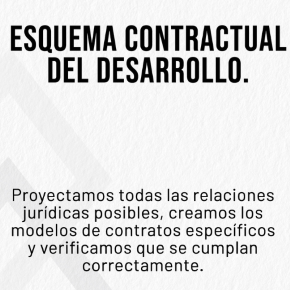 ESQUEMA CONTRACTUAL
DEL DESARROLLO.
Proyectamos todas las relaciones
jurídicas posibles, creamos los
modelos de contratos específicos
y verificamos que se cumplan
correctamente.